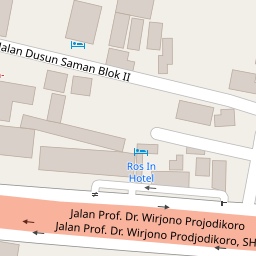 Jalan Dusun Saman Blok II
Ros In
Hotel
Jalan Prof. Dr. Wirjono Projodikoro
Jalan Prof. Dr. Wirjono Prodjodikoro, SH